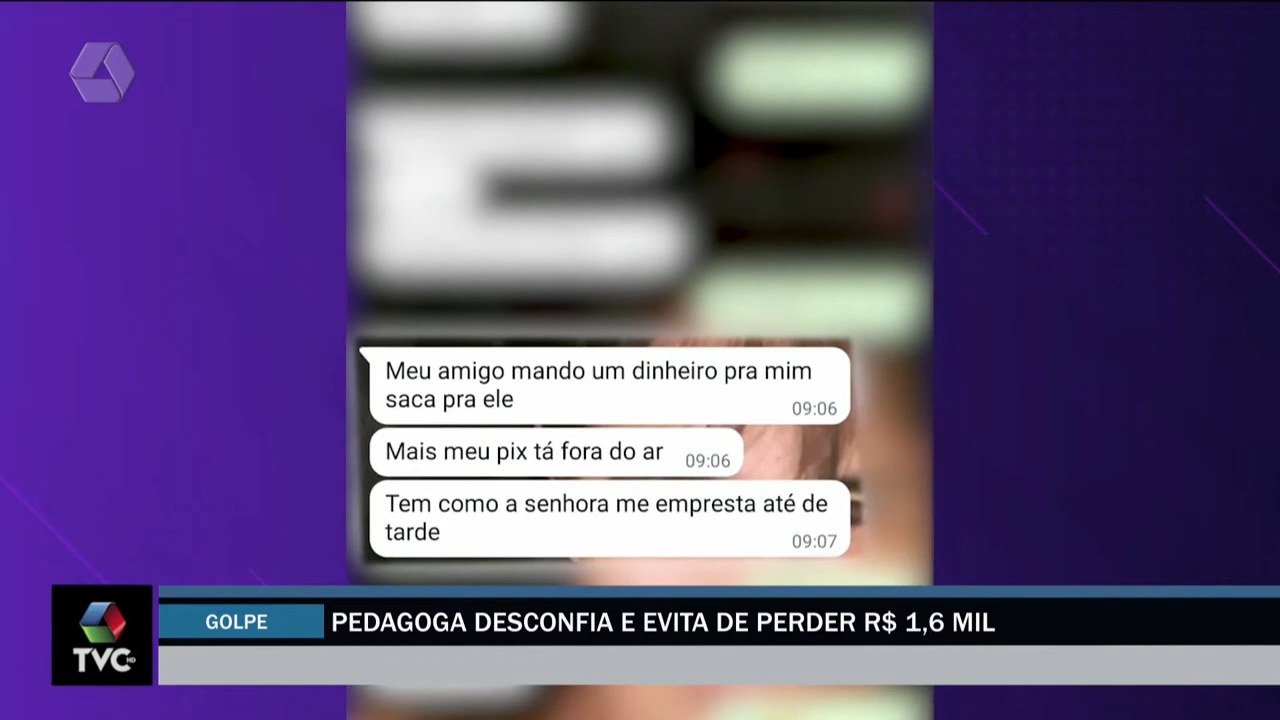 Meu amigo mando um dinheiro pra mim
saca pra ele
09:06
Mais meu pix tá fora do ar 09:06
Tem como a senhora me empresta até de
tarde
09:07
GOLPE PEDAGOGA DESCONFIA E EVITA DE PERDER R$ 1,6 MIL
TVC HD